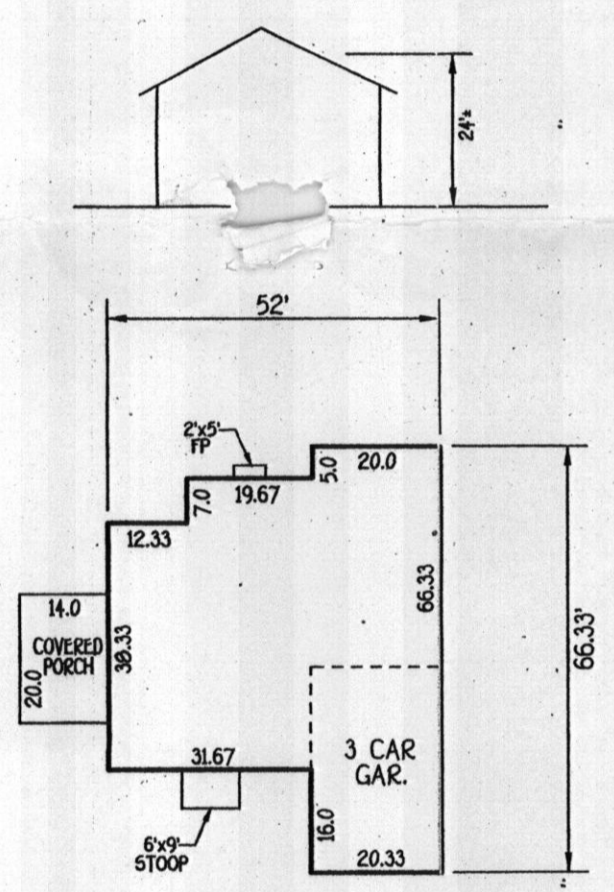 24'±
52'
2'x5'
FP
5.0
20.0
7.0
19.67
12.33
66.33
66.33'
14.0
COVERED
PORCH
20.0
38.33
31.67
3 CAR
GAR.
16.0
6'x9'
STOOP
20.33